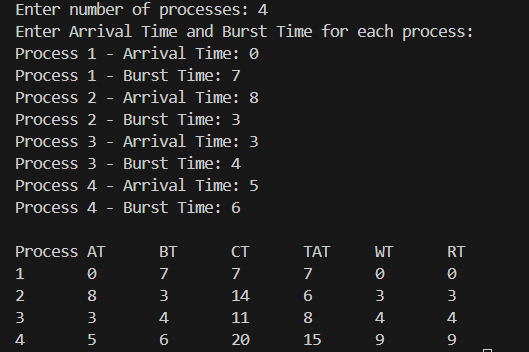 Enter number of processes: 4
Enter Arrival Time and Burst Time for each process:
Process 1 - Arrival Time: 0
Process 1 - Burst Time: 7
Process 2 - Arrival Time: 8
Process 2 - Burst Time: 3
Process 3 - Arrival Time: 3
Process 3 - Burst Time: 4
Process 4 - Arrival Time: 5
Process 4 - Burst Time: 6

Process AT BT CT TAT WT RT
1 0 7 7 7 0 0
2 8 3 14 6 3 3
3 3 4 11 8 4 4
4 5 6 20 15 9 9